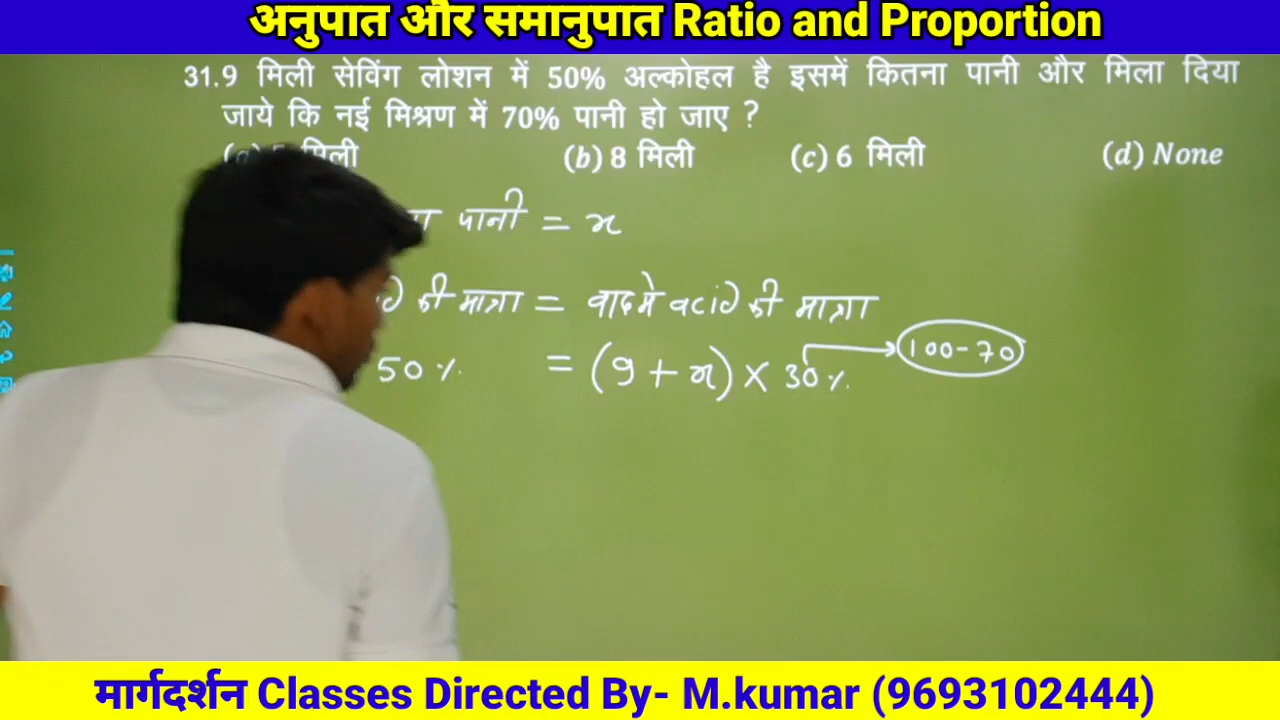 अनुपात और समानुपात Ratio and Proportion
31.9 मिली सेविंग लोशन में 50% अल्कोहल है इसमें कितना पानी और मिला दिया
जाये कि नई मिश्रण में 70% पानी हो जाए ?
मिली (b) 8 मिली (c) 6 मिली (d) None
पानी = x
की मात्रा = बाद मे acid की मात्रा
50 % = (9 + x) × 30 % 100-70
मार्गदर्शन Classes Directed By- M.kumar (9693102444)